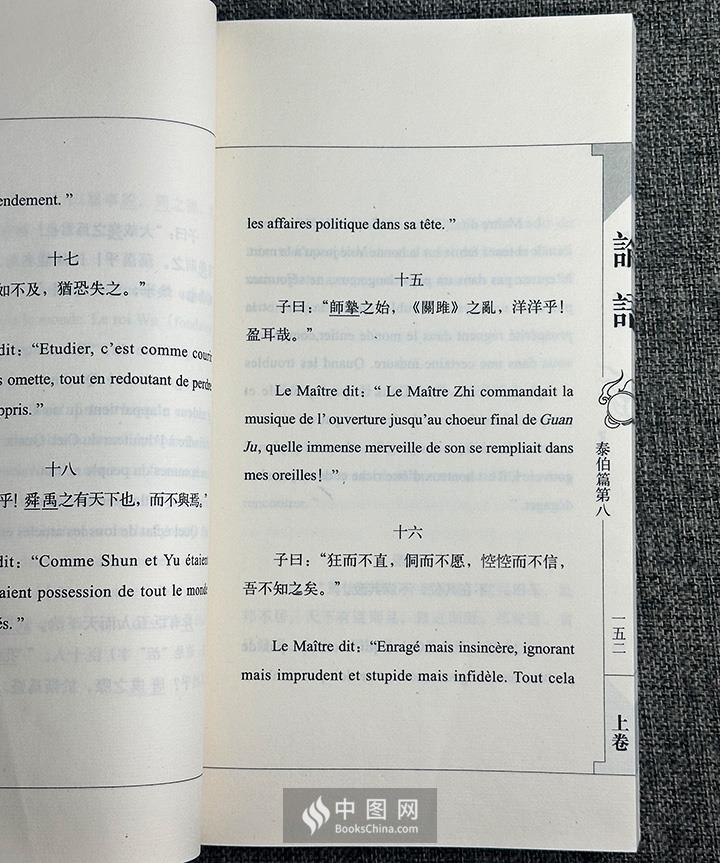 les affaires politique dans sa tête. ”
十五
子曰：“師摯之始，《關雎》之亂，洋洋乎！
盈耳哉。”
Le Maître dit: “ Le Maître Zhi commandait la
musique de l’ouverture jusqu’au choeur final de Guan
Ju, quelle immense merveille de son se rempliait dans
mes oreilles! ”
十六
子曰：“狂而不直，侗而不愿，悾悾而不信，
吾不知之矣。”
Le Maître dit: “Enragé mais insincère, ignorant
mais imprudent et stupide mais infidèle. Tout cela
論語
泰伯篇第八
一五二
上卷
endement. ”
十七
如不及，猶恐失之。”
dit: “Etudier, c’est comme courir
s omette, tout en redoutant de perdre
ppris. ”
十八
乎！舜禹之有天下也，而不與焉。”
dit: “Comme Shun et Yu étaient
aient possession de tout le monde
és. ”
中图网
BooksChina.com